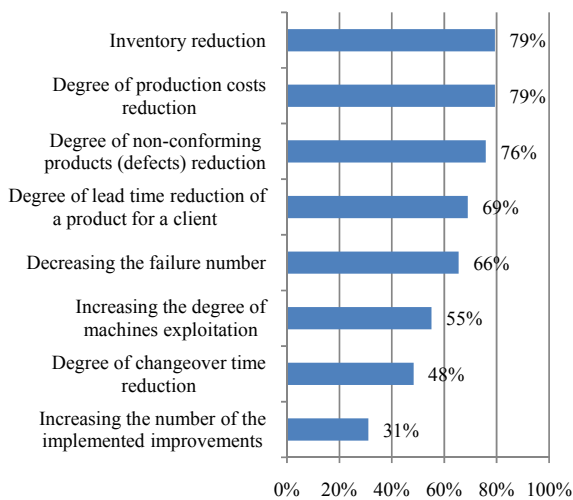 Inventory reduction
79%
Degree of production costs
reduction
79%
Degree of non-conforming
products (defects) reduction
76%
Degree of lead time reduction of
a product for a client
69%
Decreasing the failure number
66%
Increasing the degree of
machines exploitation
55%
Degree of changeover time
reduction
48%
Increasing the number of the
implemented improvements
31%
0% 20% 40% 60% 80% 100%